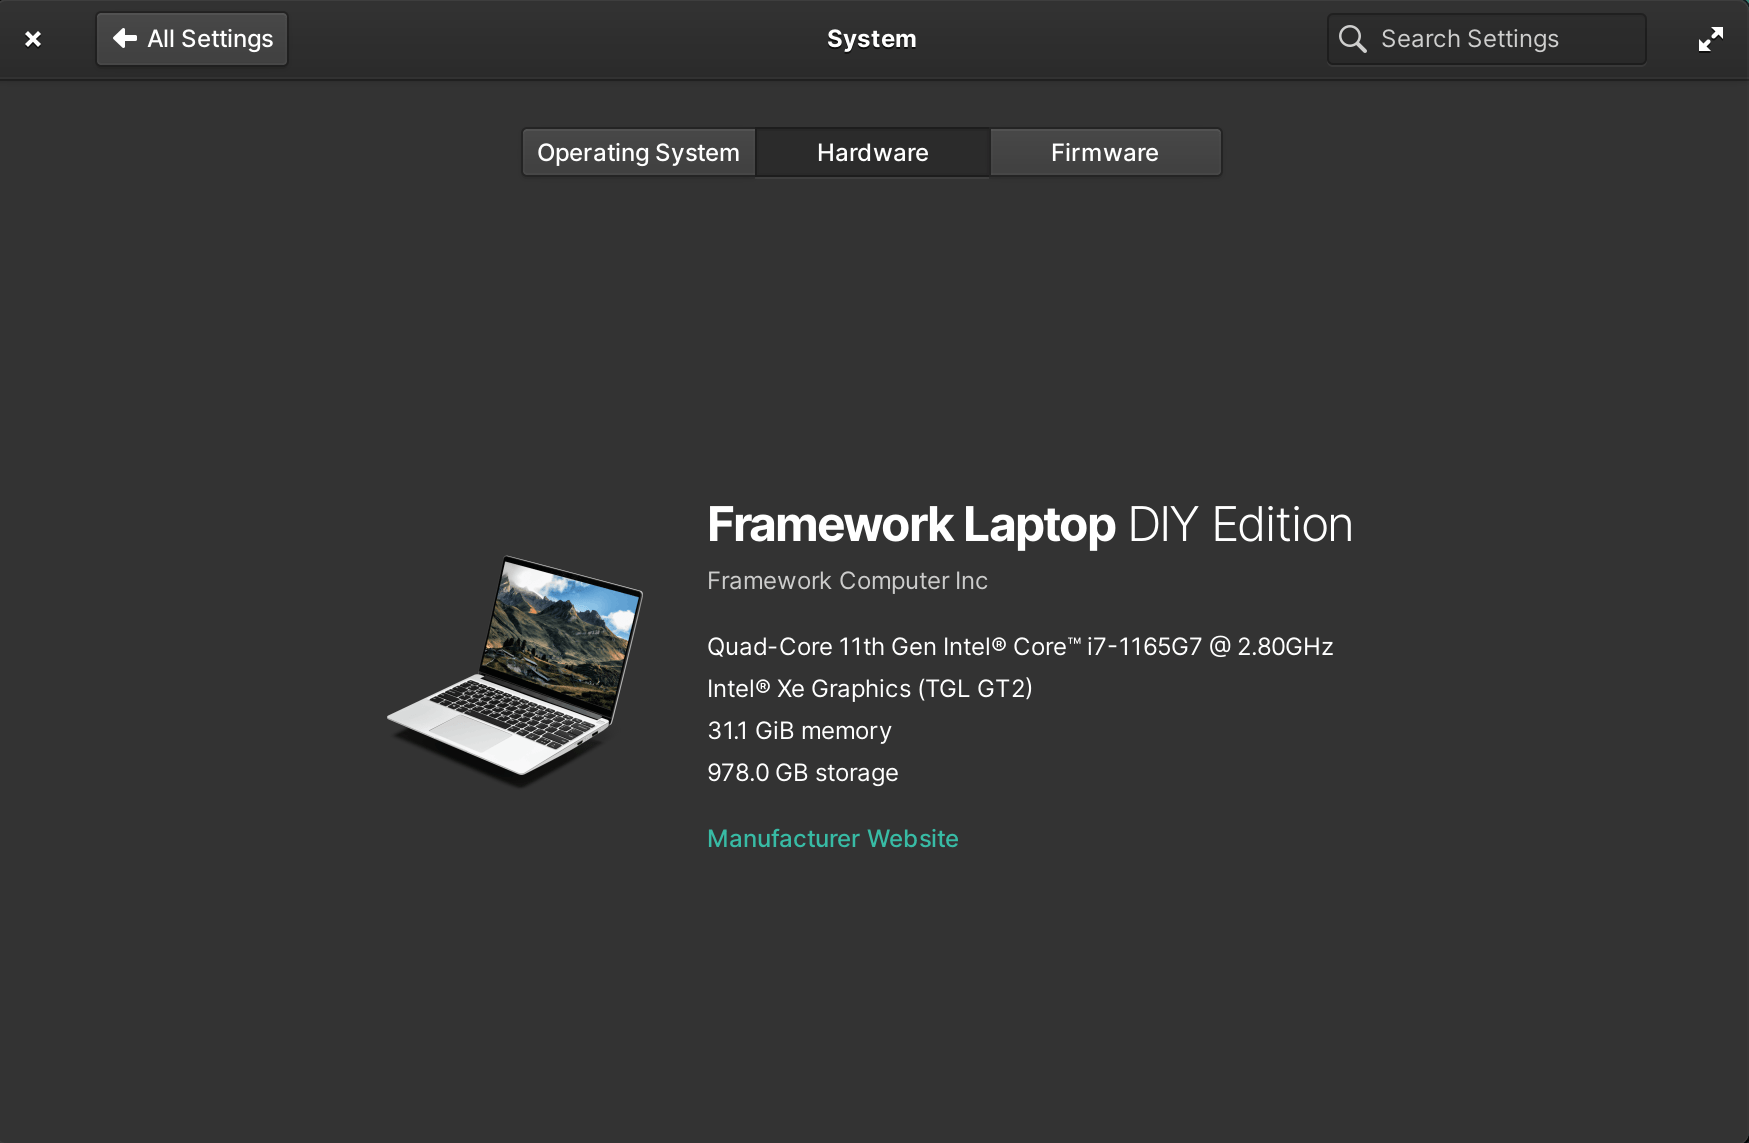 All Settings
System
Search Settings
Operating System
Hardware
Firmware
Framework Laptop DIY Edition
Framework Computer Inc
Quad-Core 11th Gen Intel® Core™ i7-1165G7 @ 2.80GHz
Intel® Xe Graphics (TGL GT2)
31.1 GiB memory
978.0 GB storage
Manufacturer Website